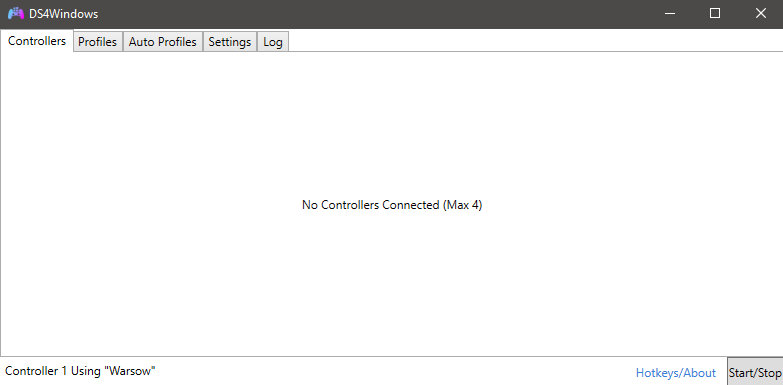 DS4Windows
Controllers Profiles Auto Profiles Settings Log
No Controllers Connected (Max 4)
Controller 1 Using "Warsow"
Hotkeys/About Start/Stop